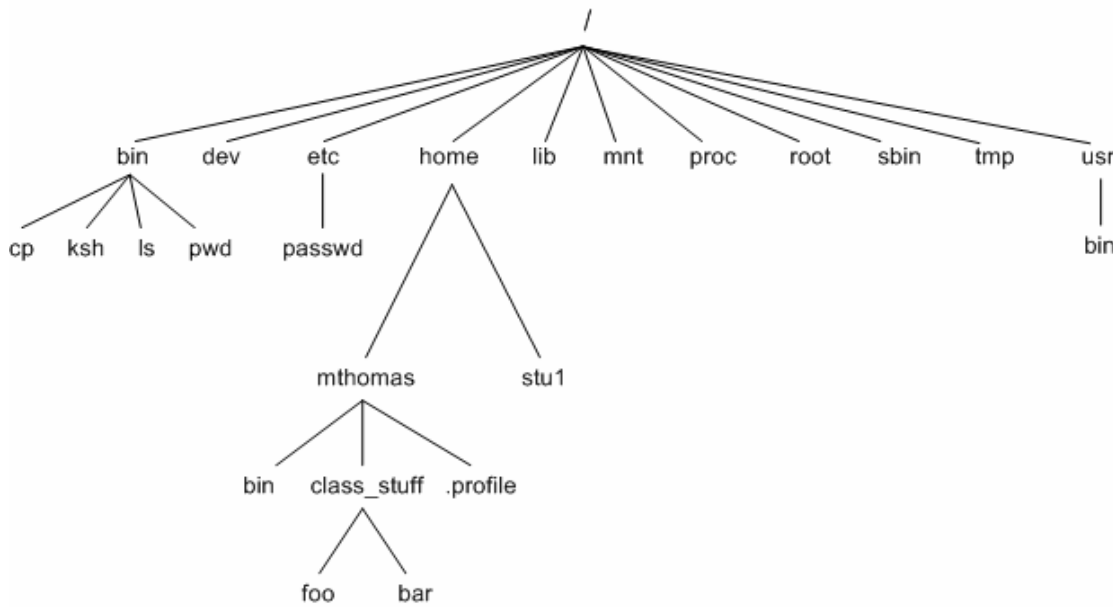 /
bin dev etc home lib mnt proc root sbin tmp usr
cp ksh ls pwd passwd bin
mthomas stu1
bin class_stuff .profile
foo bar